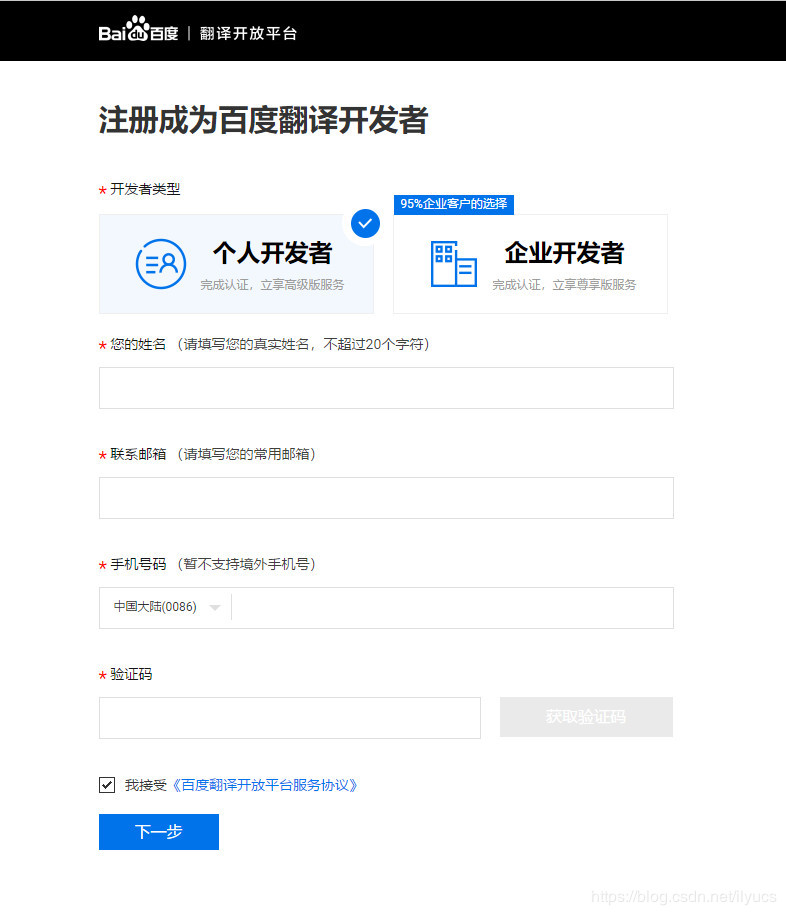 Bai du 百度 | 翻译开放平台
注册成为百度翻译开发者
* 开发者类型
95%企业客户的选择
个人开发者
完成认证，立享高级版服务
企业开发者
完成认证，立享尊享版服务
* 您的姓名 （请填写您的真实姓名，不超过20个字符）
* 联系邮箱 （请填写您的常用邮箱）
* 手机号码 （暂不支持境外手机号）
中国大陆(0086)
* 验证码
获取验证码
我接受《百度翻译开放平台服务协议》
下一步
https://blog.csdn.net/ilyucs